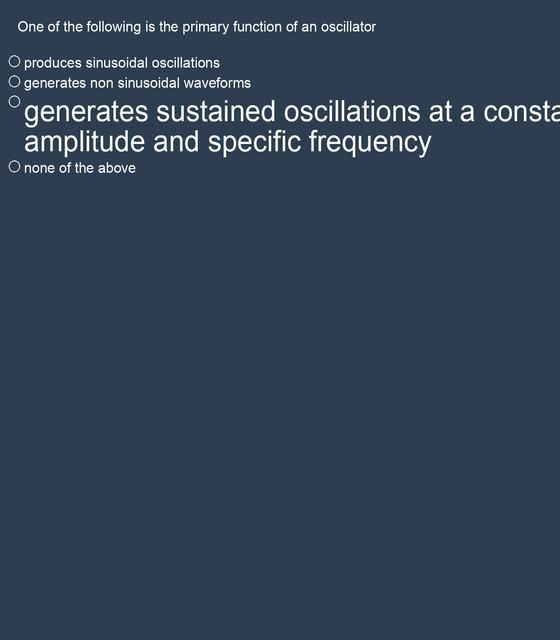 One of the following is the primary function of an oscillator
produces sinusoidal oscillations
generates non sinusoidal waveforms
generates sustained oscillations at a
amplitude and specific frequency
none of the above